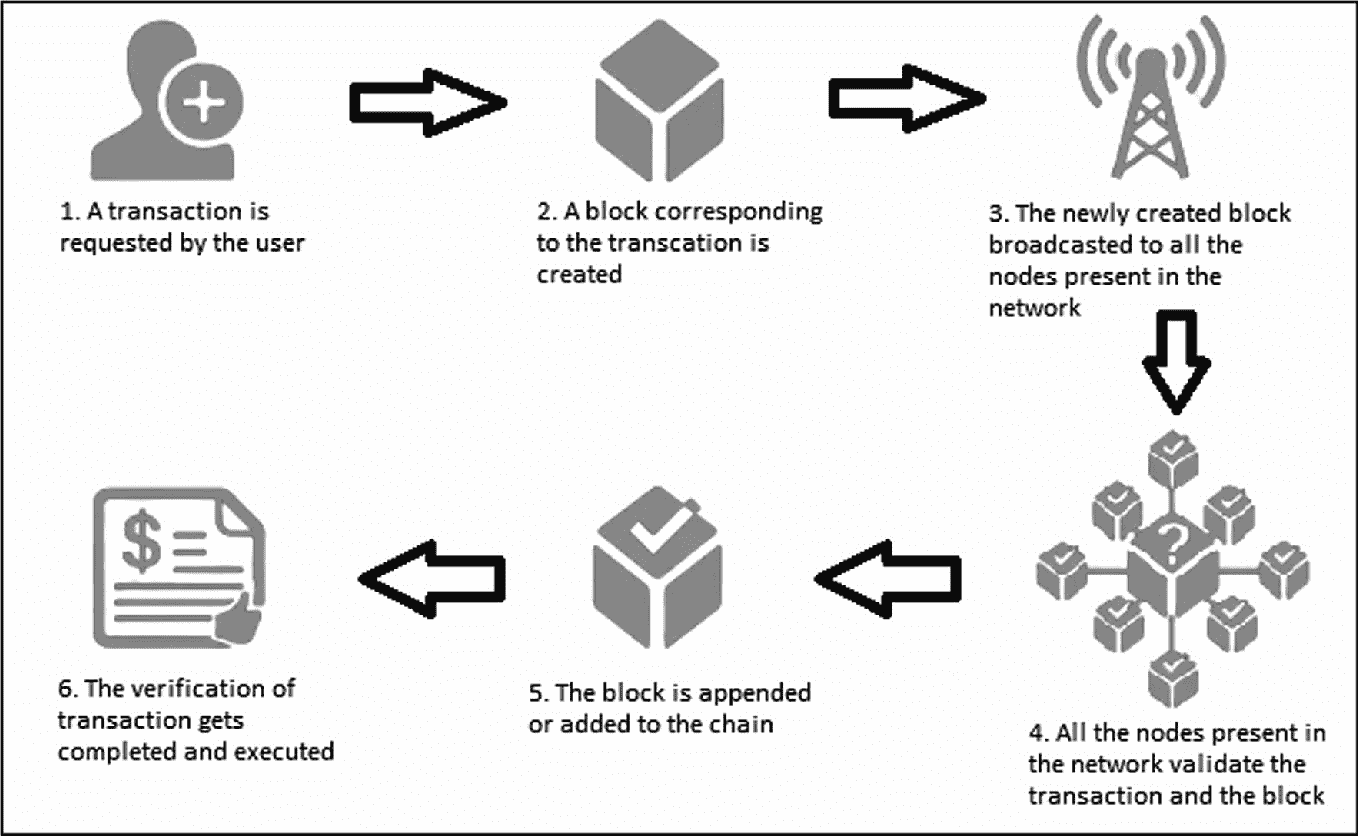 1. A transaction is
requested by the user
2. A block corresponding
to the transcation is
created
3. The newly created block
broadcasted to all the
nodes present in the
network
?
4. All the nodes present in
the network validate the
transaction and the block
5. The block is appended
or added to the chain
$
6. The verification of
transaction gets
completed and executed